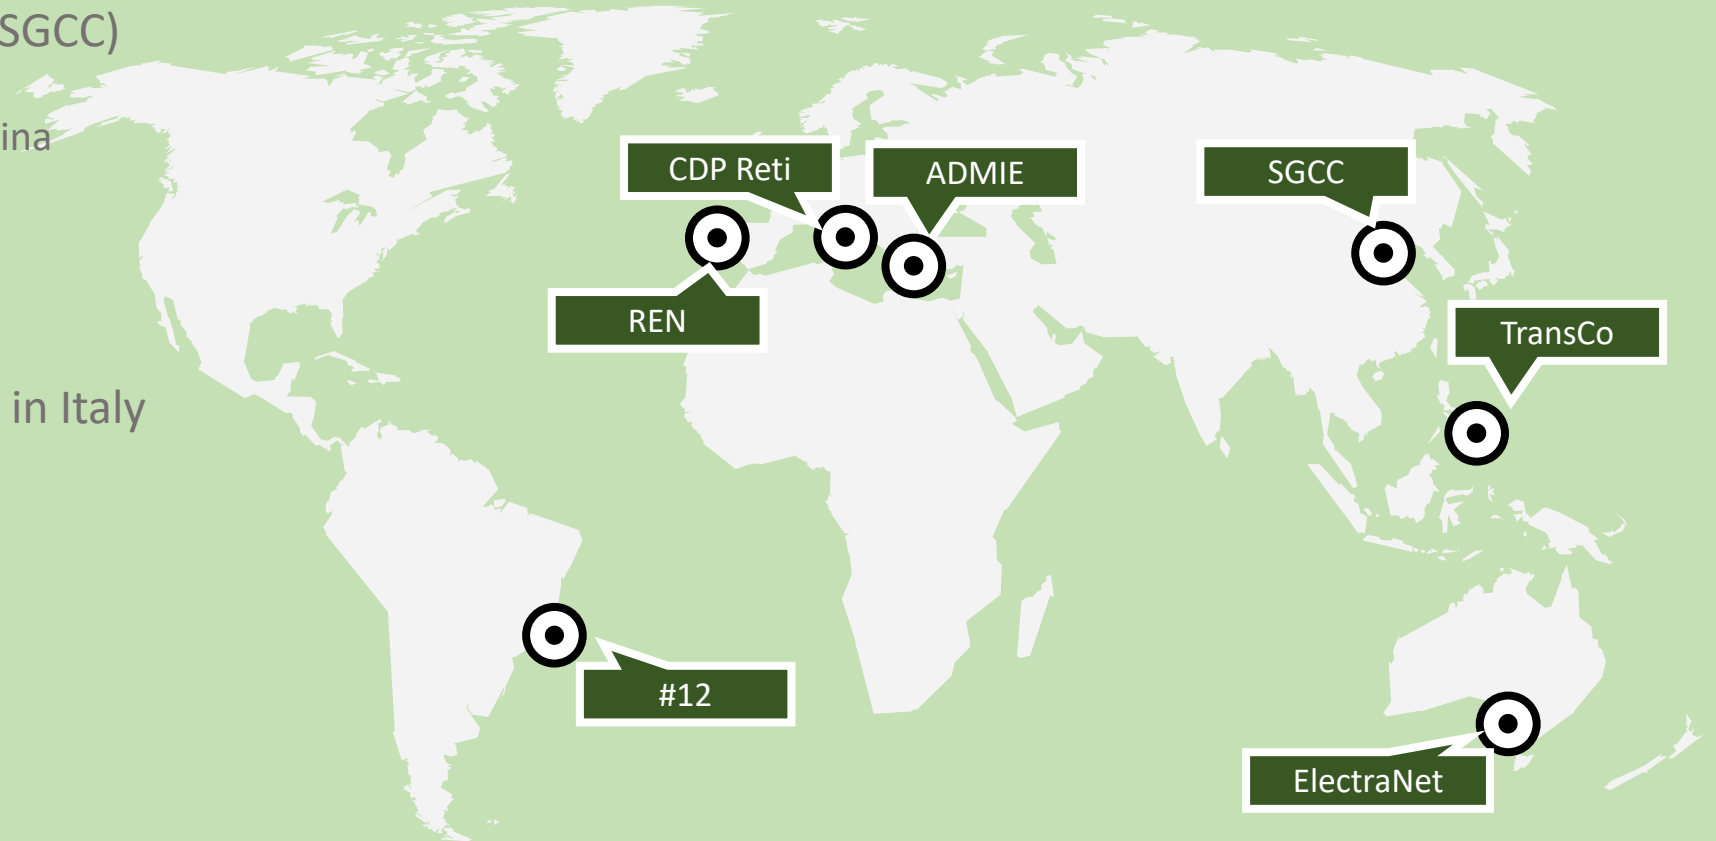 SGCC)
ina
CDP Reti
ADMIE
SGCC
REN
TransCo
in Italy
#12
ElectraNet